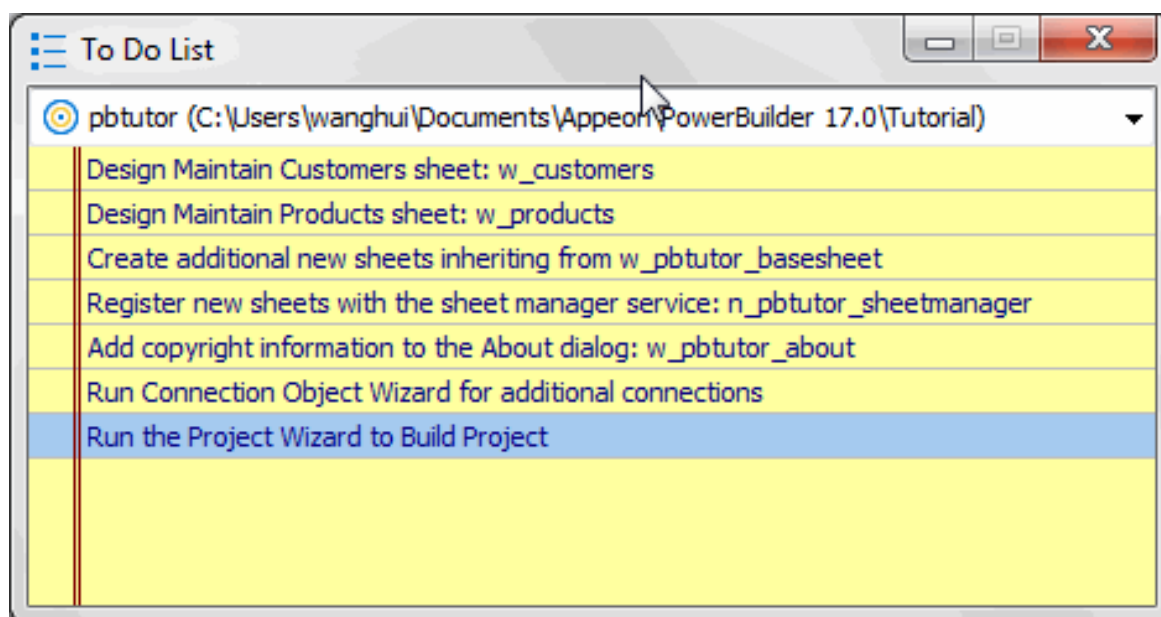 To Do List
pbtutor (C:\Users\wanghui\Documents\Appeon\PowerBuilder 17.0\Tutorial)
Design Maintain Customers sheet: w_customers
Design Maintain Products sheet: w_products
Create additional new sheets inheriting from w_pbtutor_basesheet
Register new sheets with the sheet manager service: n_pbtutor_sheetmanager
Add copyright information to the About dialog: w_pbtutor_about
Run Connection Object Wizard for additional connections
Run the Project Wizard to Build Project